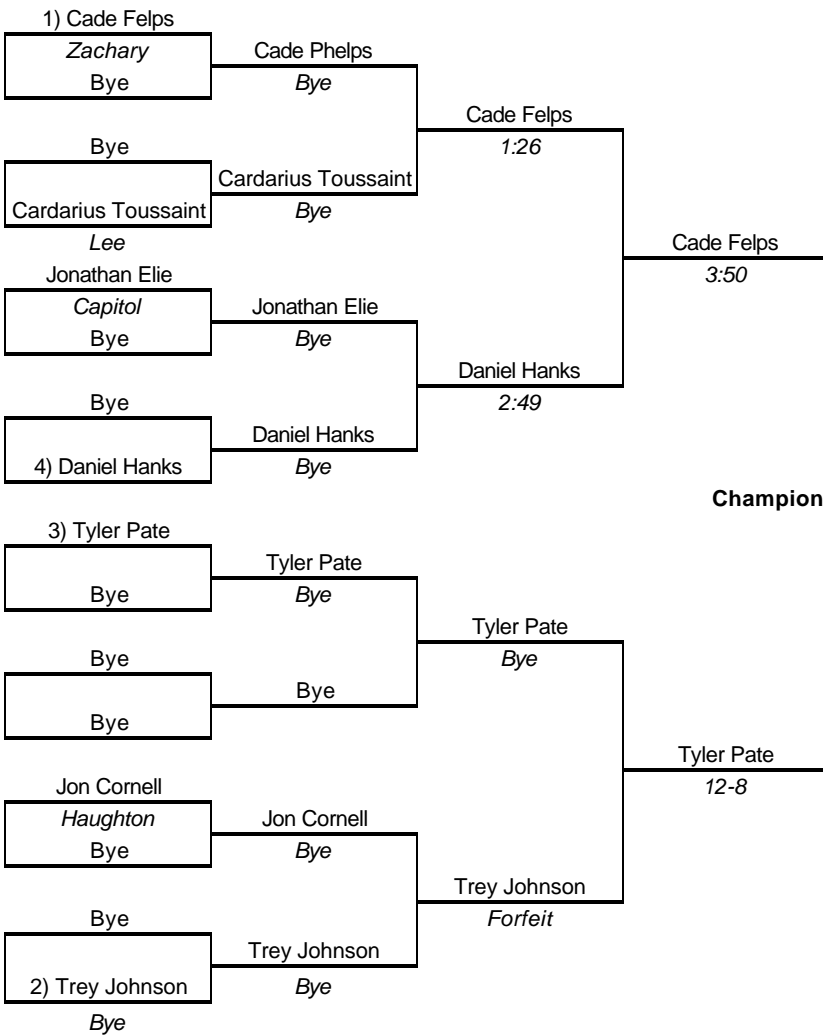 1) Cade Felps
Zachary
Bye
Cade Phelps
Bye
Cade Felps
1:26
Bye
Cardarius Toussaint
Lee
Cardarius Toussaint
Bye
Cade Felps
3:50
Jonathan Elie
Capitol
Bye
Jonathan Elie
Bye
Daniel Hanks
2:49
Bye
4) Daniel Hanks
Daniel Hanks
Bye
Champion
3) Tyler Pate
Bye
Tyler Pate
Bye
Tyler Pate
Bye
Bye
Bye
Bye
Tyler Pate
12-8
Jon Cornell
Haughton
Bye
Jon Cornell
Bye
Trey Johnson
Forfeit
Bye
2) Trey Johnson
Bye
Trey Johnson
Bye